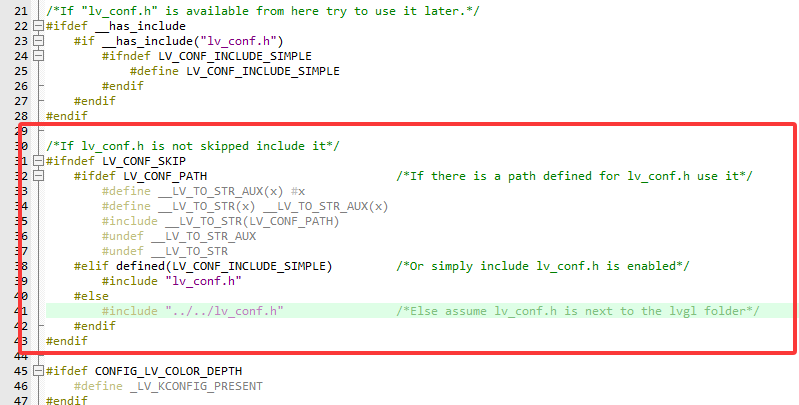 21 /*If "lv_conf.h" is available from here try to use it later.*/
22 #ifdef __has_include
23 #if __has_include("lv_conf.h")
24 #ifndef LV_CONF_INCLUDE_SIMPLE
25 #define LV_CONF_INCLUDE_SIMPLE
26 #endif
27 #endif
28 #endif
29
30 /*If lv_conf.h is not skipped include it*/
31 #ifndef LV_CONF_SKIP
32 #ifdef LV_CONF_PATH /*If there is a path defined for lv_conf.h use it*/
33 #define __LV_TO_STR_AUX(x) #x
34 #define __LV_TO_STR(x) __LV_TO_STR_AUX(x)
35 #include __LV_TO_STR(LV_CONF_PATH)
36 #undef __LV_TO_STR_AUX
37 #undef __LV_TO_STR
38 #elif defined(LV_CONF_INCLUDE_SIMPLE) /*Or simply include lv_conf.h is enabled*/
39 #include "lv_conf.h"
40 #else
41 #include "../../lv_conf.h" /*Else assume lv_conf.h is next to the lvgl folder*/
42 #endif
43 #endif
44
45 #ifdef CONFIG_LV_COLOR_DEPTH
46 #define _LV_KCONFIG_PRESENT
47 #endif